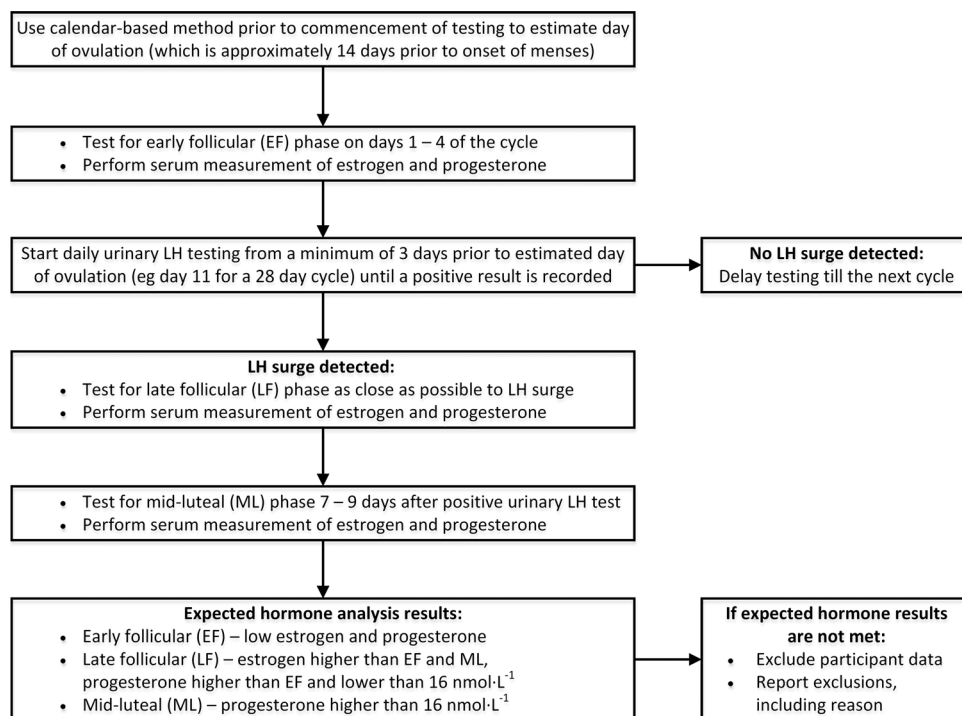 Use calendar-based method prior to commencement of testing to estimate day
of ovulation (which is approximately 14 days prior to onset of menses)
• Test for early follicular (EF) phase on days 1 – 4 of the cycle
• Perform serum measurement of estrogen and progesterone
Start daily urinary LH testing from a minimum of 3 days prior to estimated day
of ovulation (eg day 11 for a 28 day cycle) until a positive result is recorded
No LH surge detected:
Delay testing till the next cycle
LH surge detected:
• Test for late follicular (LF) phase as close as possible to LH surge
• Perform serum measurement of estrogen and progesterone
• Test for mid-luteal (ML) phase 7 – 9 days after positive urinary LH test
• Perform serum measurement of estrogen and progesterone
Expected hormone analysis results:
• Early follicular (EF) – low estrogen and progesterone
• Late follicular (LF) – estrogen higher than EF and ML,
progesterone higher than EF and lower than 16 nmol·L⁻¹
• Mid-luteal (ML) – progesterone higher than 16 nmol·L⁻¹
If expected hormone results
are not met:
• Exclude participant data
• Report exclusions,
including reason